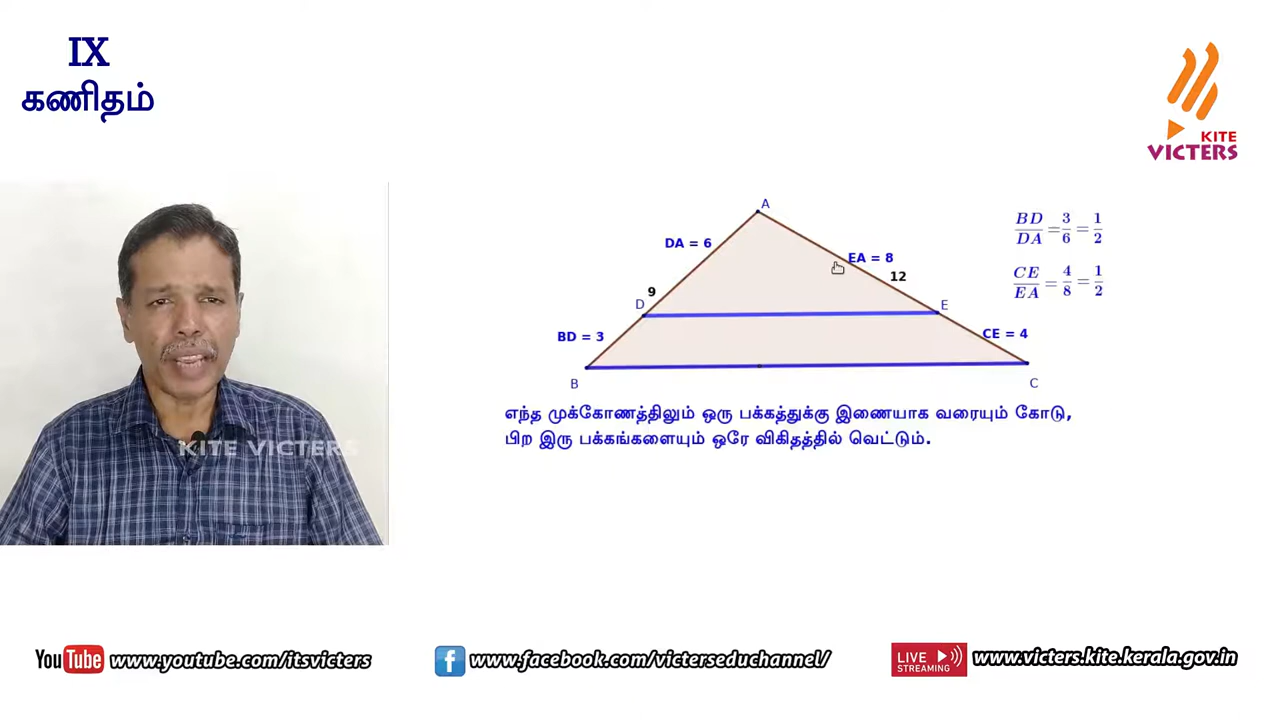 IX
கணிதம்
KITE
VICTERS
A
DA = 6
EA = 8
12
9
D
E
BD = 3
CE = 4
B
C
BD/DA = 3/6 = 1/2
CE/EA = 4/8 = 1/2
எந்த முக்கோணத்திலும் ஒரு பக்கத்துக்கு இணையாக வரையும் கோடு,
பிற இரு பக்கங்களையும் ஒரே விகிதத்தில் வெட்டும்.
KITE VICTERS
YouTube www.youtube.com/itsvicters
f www.facebook.com/victerseduchannel/
LIVE STREAMING www.victers.kite.kerala.gov.in